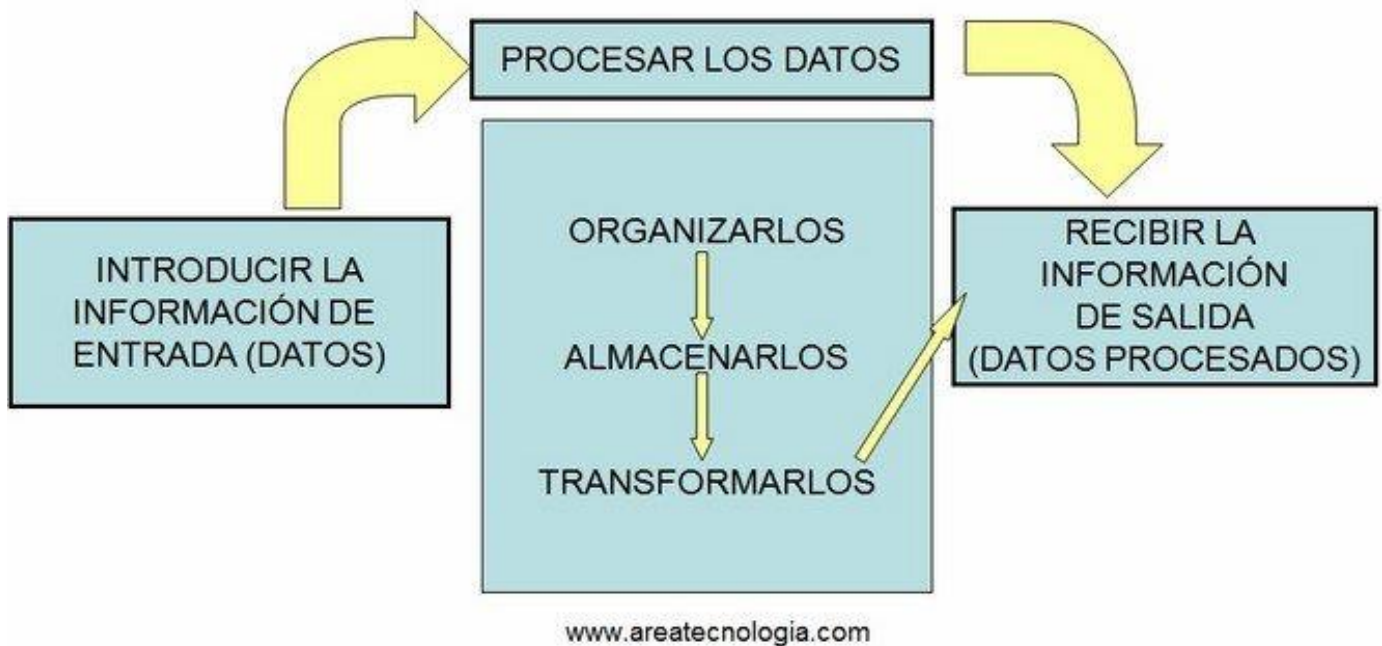 PROCESAR LOS DATOS
INTRODUCIR LA
INFORMACIÓN DE
ENTRADA (DATOS)
ORGANIZARLOS
ALMACENARLOS
TRANSFORMARLOS
RECIBIR LA
INFORMACIÓN
DE SALIDA
(DATOS PROCESADOS)
www.areatecnologia.com